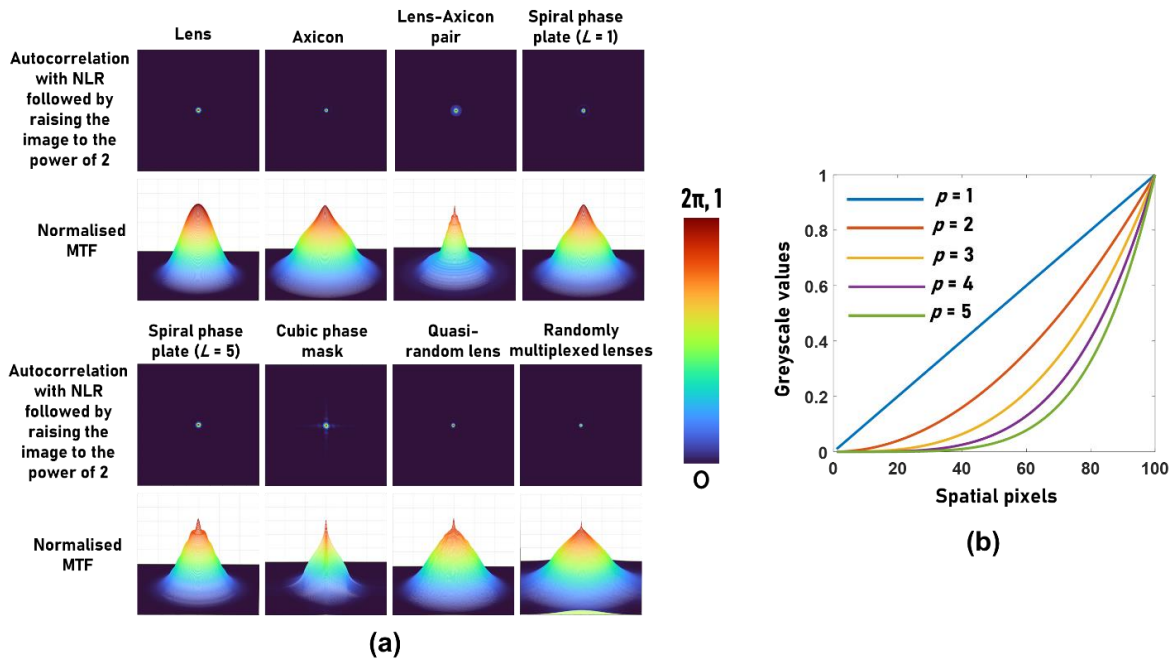 Lens
Axicon
Lens-Axicon
pair
Spiral phase
plate (L = 1)
Autocorrelation
with NLR
followed by
raising the
image to the
power of 2
Normalised
MTF
Spiral phase
plate (L = 5)
Cubic phase
mask
Quasi-
random lens
Randomly
multiplexed lenses
Autocorrelation
with NLR
followed by
raising the
image to the
power of 2
Normalised
MTF
(a)
2π, 1
0
1
0.8
0.6
0.4
0.2
0
Greyscale values
p = 1
p = 2
p = 3
p = 4
p = 5
0 20 40 60 80 100
Spatial pixels
(b)